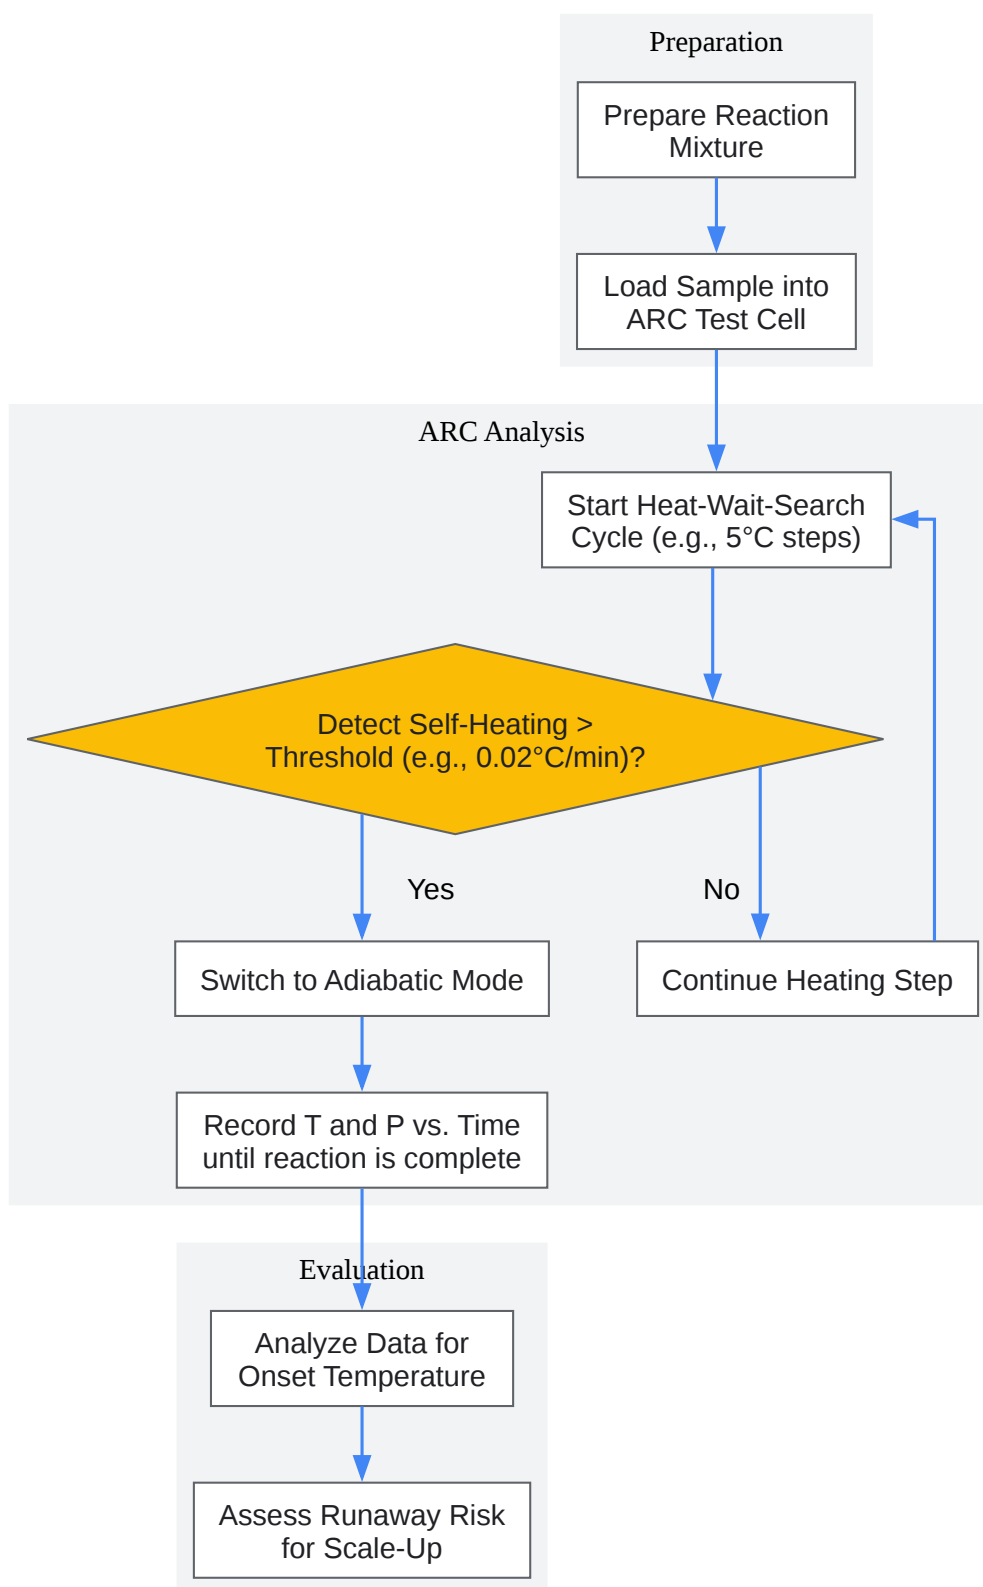 Preparation
Prepare Reaction
Mixture
Load Sample into
ARC Test Cell
ARC Analysis
Start Heat-Wait-Search
Cycle (e.g., 5°C steps)
Detect Self-Heating >
Threshold (e.g., 0.02°C/min)?
Yes
No
Switch to Adiabatic Mode
Continue Heating Step
Record T and P vs. Time
until reaction is complete
Evaluation
Analyze Data for
Onset Temperature
Assess Runaway Risk
for Scale-Up